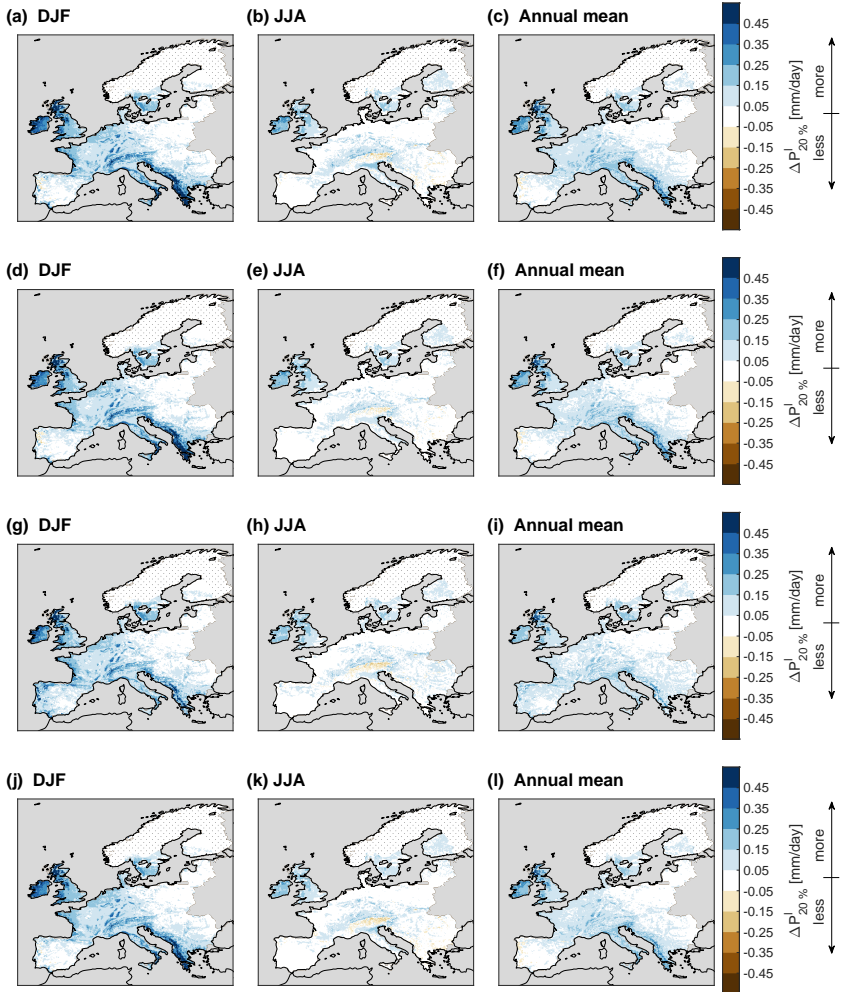 (a) DJF
(b) JJA
(c) Annual mean
0.45
0.35
0.25
0.15
0.05
-0.05
-0.15
-0.25
-0.35
-0.45
ΔP^I_20 % [mm/day]
less more
(d) DJF
(e) JJA
(f) Annual mean
0.45
0.35
0.25
0.15
0.05
-0.05
-0.15
-0.25
-0.35
-0.45
ΔP^I_20 % [mm/day]
less more
(g) DJF
(h) JJA
(i) Annual mean
0.45
0.35
0.25
0.15
0.05
-0.05
-0.15
-0.25
-0.35
-0.45
ΔP^I_20 % [mm/day]
less more
(j) DJF
(k) JJA
(l) Annual mean
0.45
0.35
0.25
0.15
0.05
-0.05
-0.15
-0.25
-0.35
-0.45
ΔP^I_20 % [mm/day]
less more